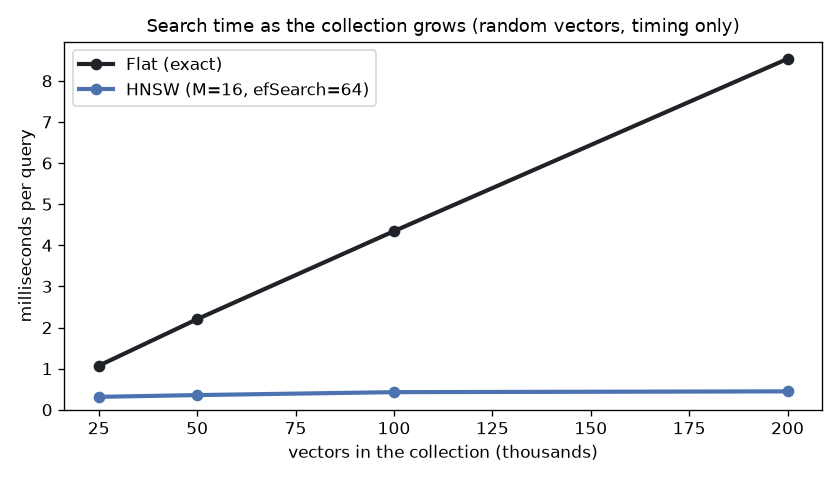 Search time as the collection grows (random vectors, timing only)
Flat (exact)
HNSW (M=16, efSearch=64)
milliseconds per query
8
7
6
5
4
3
2
1
0
25 50 75 100 125 150 175 200
vectors in the collection (thousands)